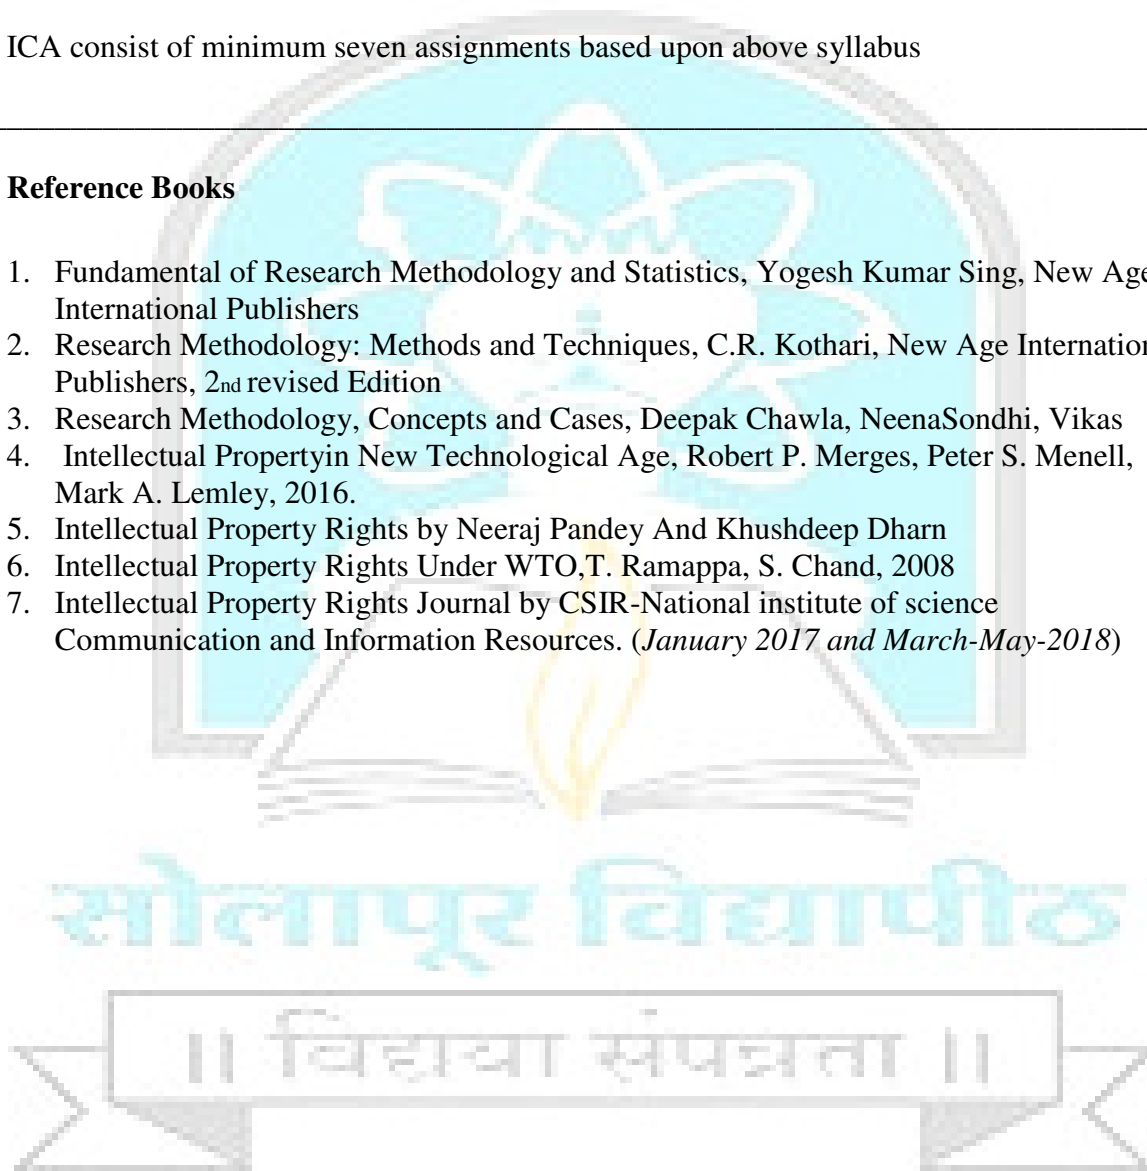 ICA consist of minimum seven assignments based upon above syllabus
Reference Books
1. Fundamental of Research Methodology and Statistics, Yogesh Kumar Sing, New Age
International Publishers
2. Research Methodology: Methods and Techniques, C.R. Kothari, New Age Internation
Publishers, 2nd revised Edition
3. Research Methodology, Concepts and Cases, Deepak Chawla, NeenaSondhi, Vikas
4. Intellectual Propertyin New Technological Age, Robert P. Merges, Peter S. Menell,
Mark A. Lemley, 2016.
5. Intellectual Property Rights by Neeraj Pandey And Khushdeep Dharn
6. Intellectual Property Rights Under WTO,T. Ramappa, S. Chand, 2008
7. Intellectual Property Rights Journal by CSIR-National institute of science
Communication and Information Resources. (January 2017 and March-May-2018)
सोलापूर विद्यापीठ
॥ विद्यया संपन्नता ॥